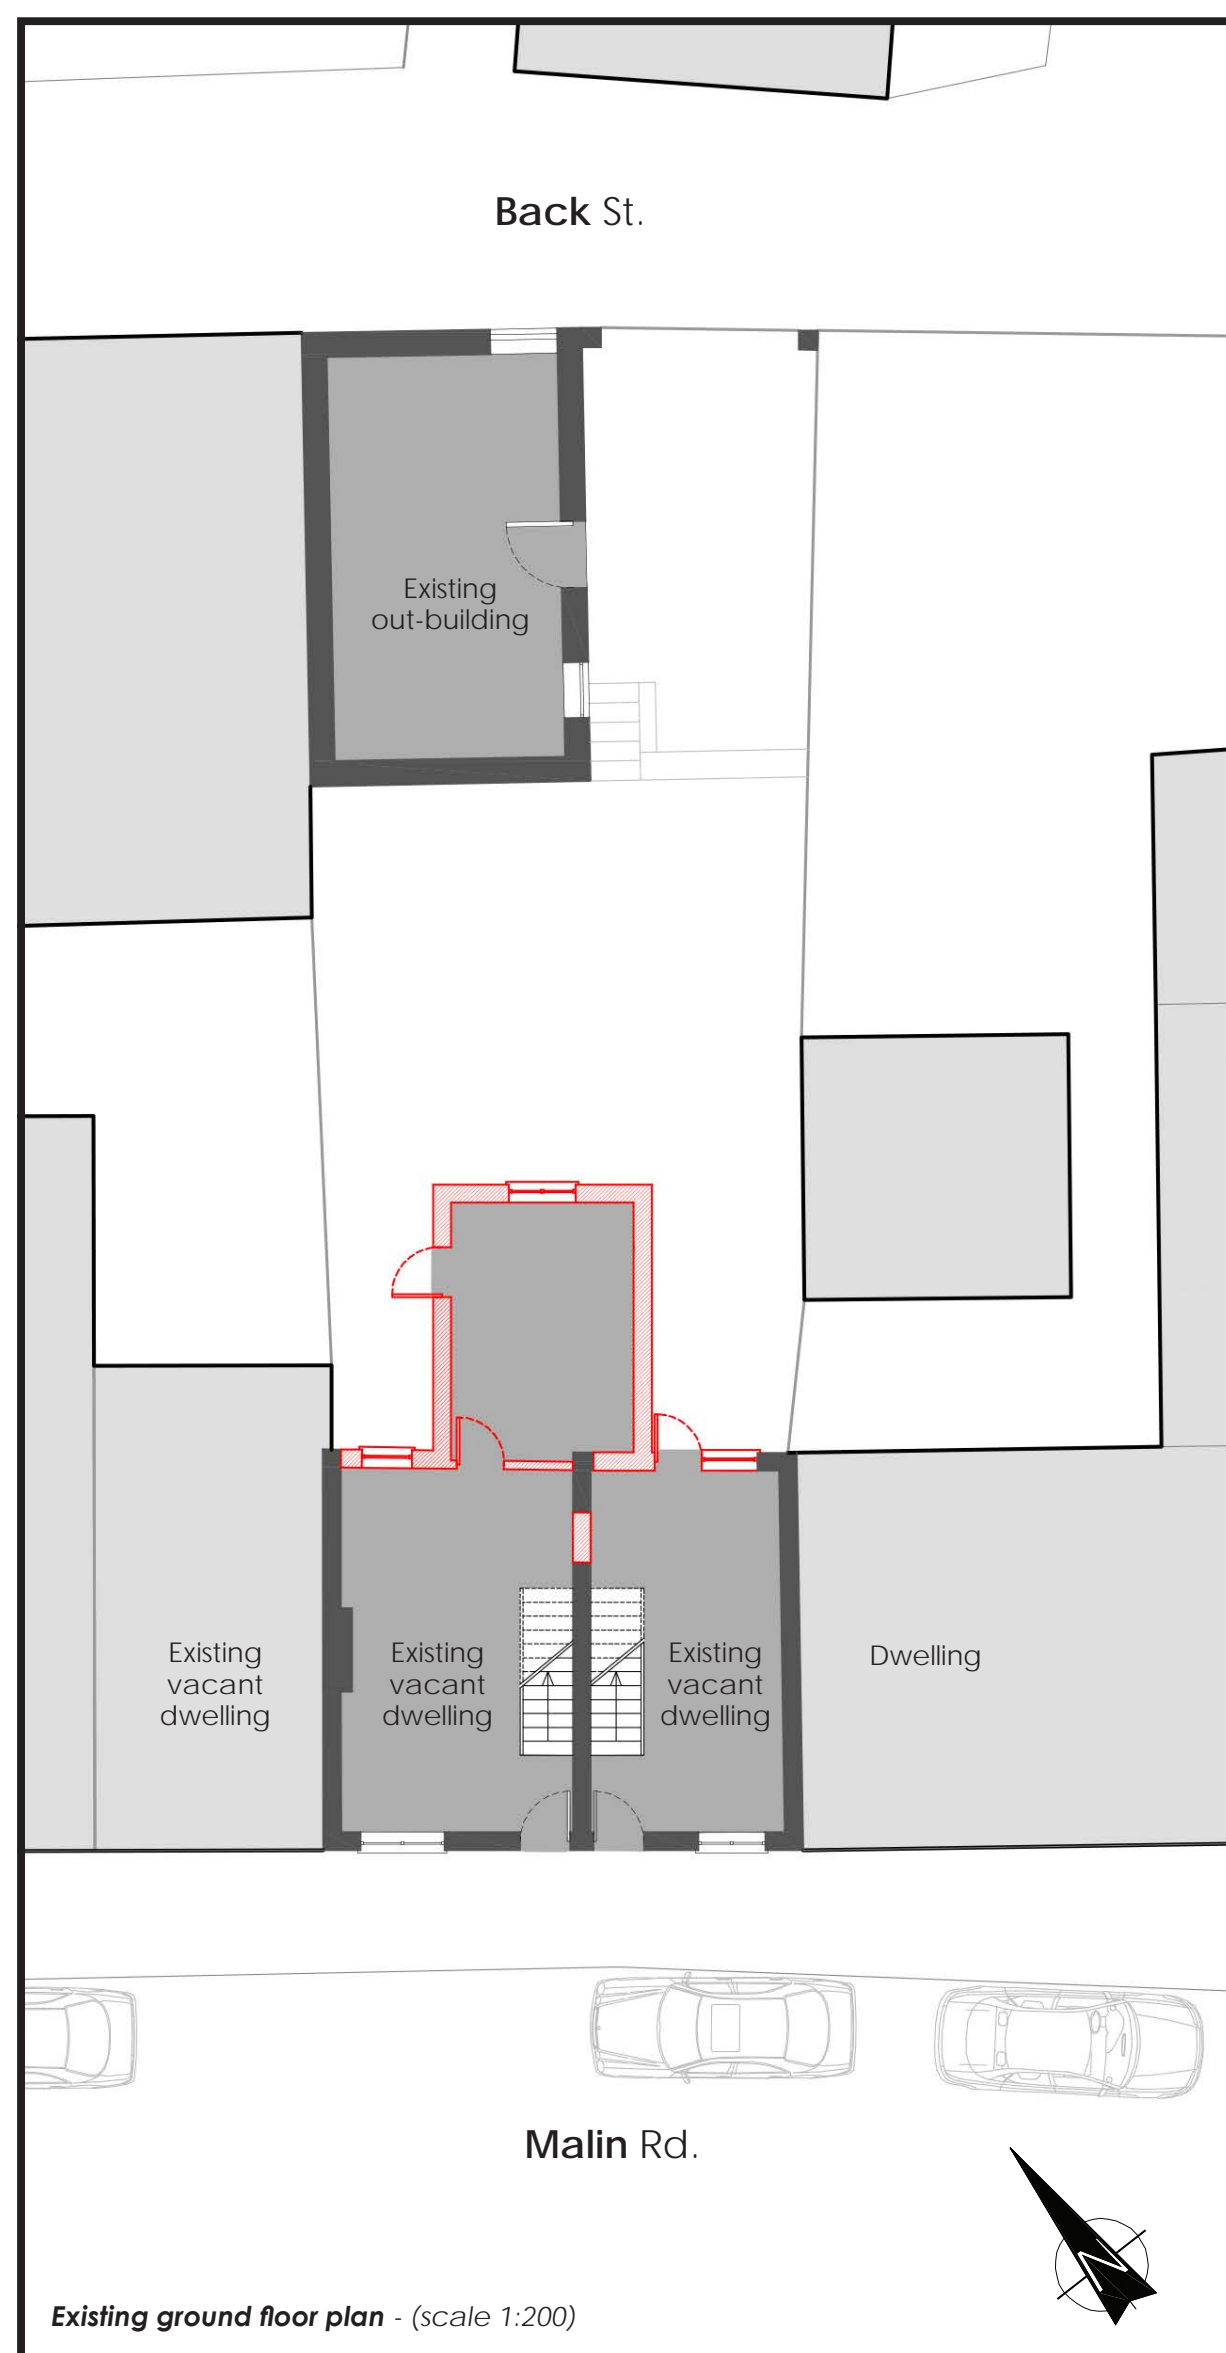 Back St.
Existing
out-building
Existing
vacant
dwelling
Existing
vacant
dwelling
Existing
vacant
dwelling
Dwelling
Malin Rd.
N
Existing ground floor plan - (scale 1:200)